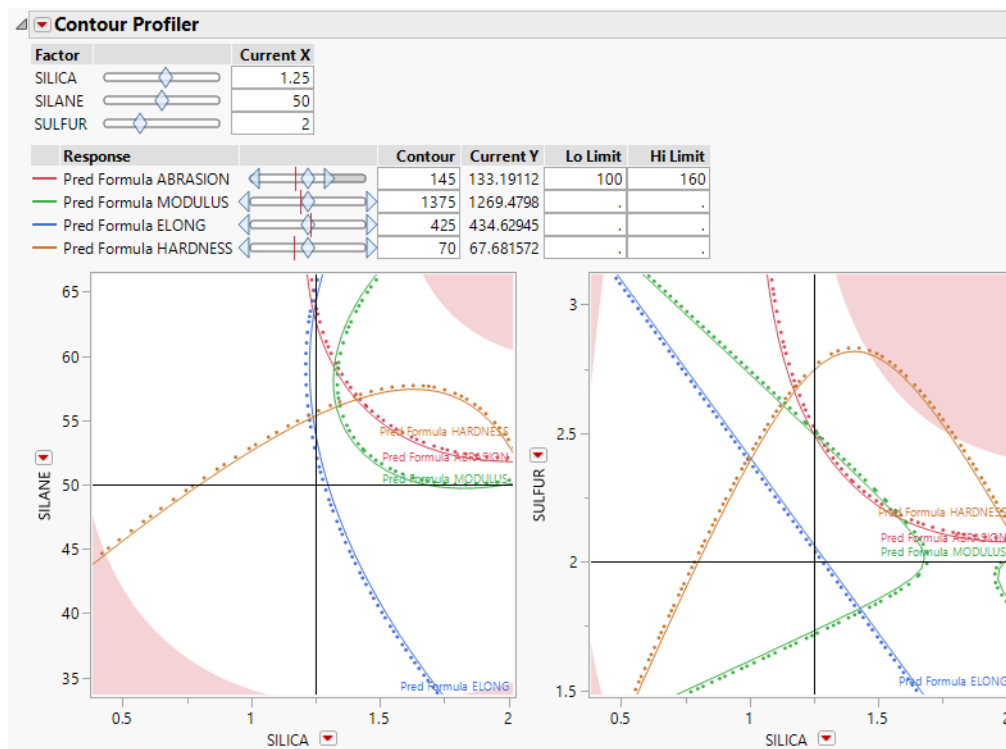 Contour Profiler
Factor Current X
SILICA 1.25
SILANE 50
SULFUR 2
Response Contour Current Y Lo Limit Hi Limit
Pred Formula ABRASION 145 133.19112 100 160
Pred Formula MODULUS 1375 1269.4798 . .
Pred Formula ELONG 425 434.62945 . .
Pred Formula HARDNESS 70 67.681572 . .
65
60
55
50
45
40
35
SILANE
Pred Formula HARDNESS
Pred Formula ABRASION
Pred Formula MODULUS
Pred Formula ELONG
0.5 1 1.5 2
SILICA
3
2.5
2
1.5
SULFUR
Pred Formula HARDNESS
Pred Formula ABRASION
Pred Formula MODULUS
Pred Formula ELONG
0.5 1 1.5 2
SILICA